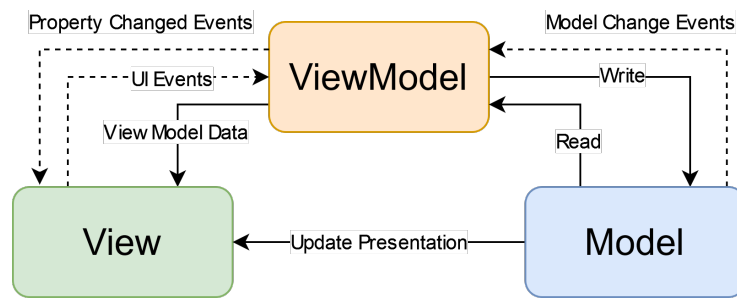 Property Changed Events
Model Change Events
ViewModel
UI Events
Write
View Model Data
Read
View
Update Presentation
Model